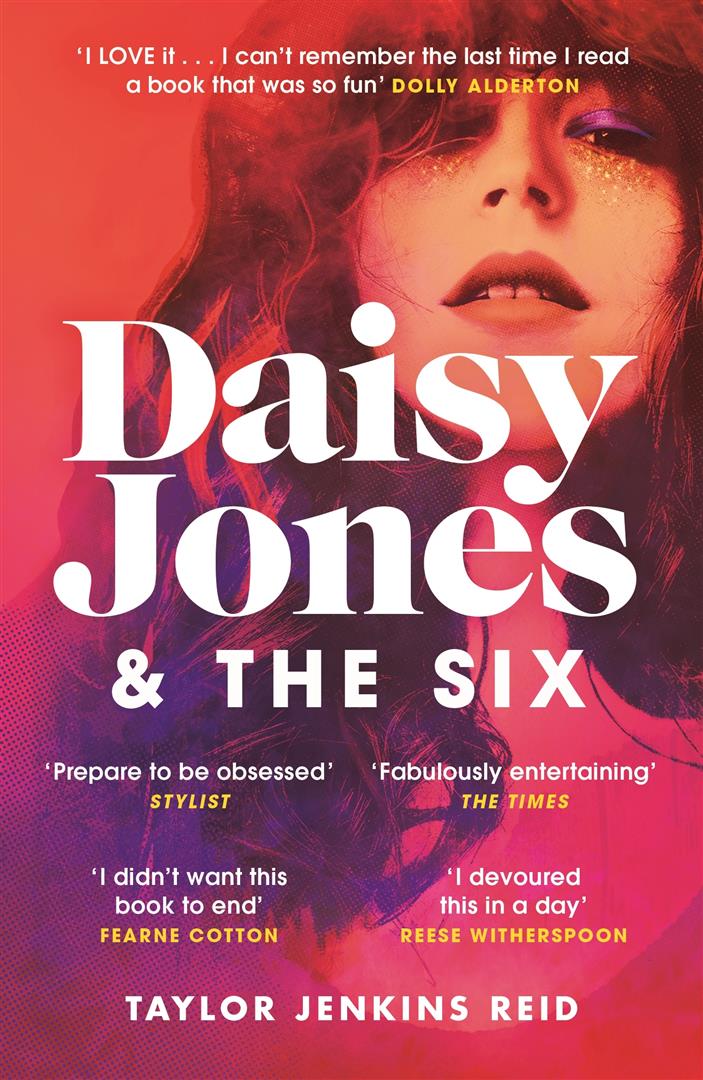 ‘I LOVE it . . . I can’t remember the last time I read
a book that was so fun’ DOLLY ALDERTON
Daisy
Jones
& THE SIX
‘Prepare to be obsessed’
STYLIST
‘Fabulously entertaining’
THE TIMES
‘I didn’t want this
book to end’
FEARNE COTTON
‘I devoured
this in a day’
REESE WITHERSPOON
TAYLOR JENKINS REID